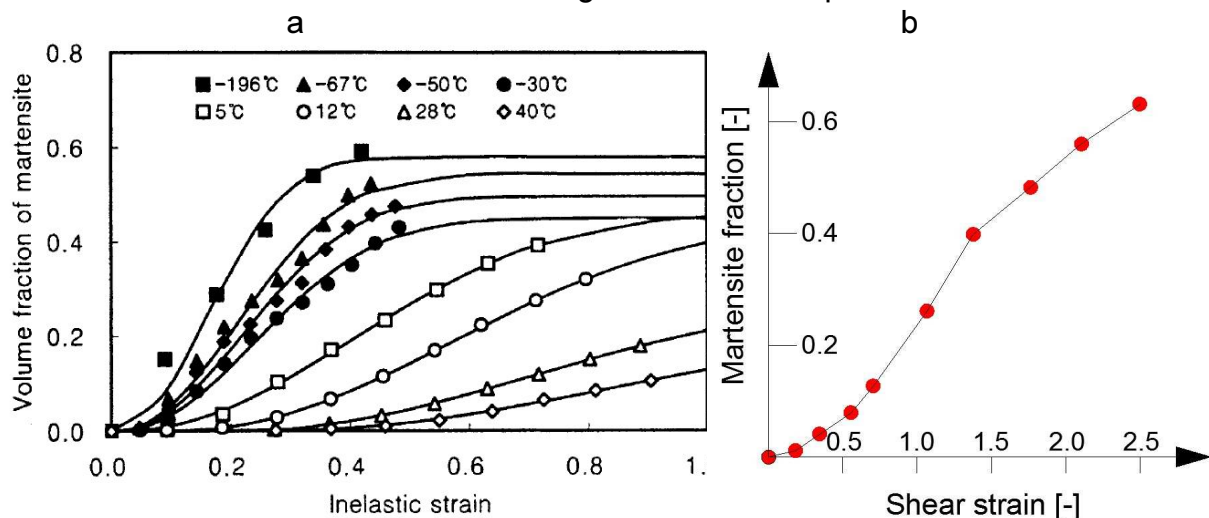 a
b
0.8
■ -196℃ ▲ -67℃ ◆ -50℃ ● -30℃
□ 5℃ ○ 12℃ △ 28℃ ◇ 40℃
0.6
0.4
0.2
0.0
0.0 0.2 0.4 0.6 0.8 1.
Volume fraction of martensite
Inelastic strain
0.6
0.4
0.2
0.5 1.0 1.5 2.0 2.5
Martensite fraction [-]
Shear strain [-]